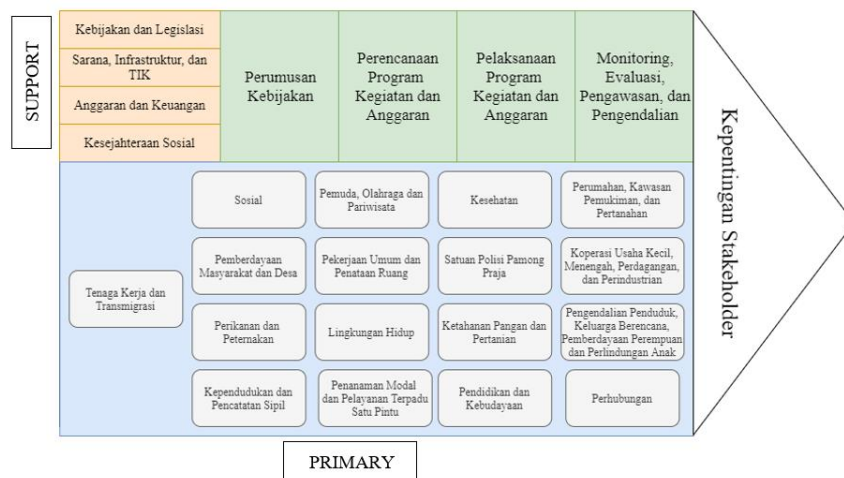 SUPPORT
Kebijakan dan Legislasi
Sarana, Infrastruktur, dan
TIK
Anggaran dan Keuangan
Kesejahteraan Sosial
Perumusan
Kebijakan
Perencanaan
Program
Kegiatan dan
Anggaran
Pelaksanaan
Program
Kegiatan dan
Anggaran
Monitoring,
Evaluasi,
Pengawasan, dan
Pengendalian
Kepentingan Stakeholder
Tenaga Kerja dan
Transmigrasi
Sosial
Pemuda, Olahraga dan
Pariwisata
Kesehatan
Perumahan, Kawasan
Pemukiman, dan
Pertanahan
Pemberdayaan
Masyarakat dan Desa
Pekerjaan Umum dan
Penataan Ruang
Satuan Polisi Pamong
Praja
Koperasi Usaha Kecil,
Menengah, Perdagangan,
dan Perindustrian
Perikanan dan
Peternakan
Lingkungan Hidup
Ketahanan Pangan dan
Pertanian
Pengendalian Penduduk,
Keluarga Berencana,
Pemberdayaan Perempuan
dan Perlindungan Anak
Kependudukan dan
Pencatatan Sipil
Penanaman Modal
dan Pelayanan Terpadu
Satu Pintu
Pendidikan dan
Kebudayaan
Perhubungan
PRIMARY